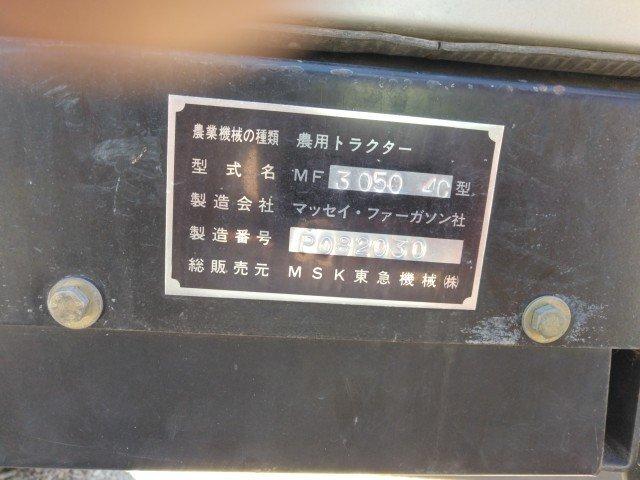 農業機械の種類 農用トラクター
型式名 MF 3050 4C 型
製造会社 マッセイ・ファーガソン社
製造番号 P082030
総販売元 MSK東急機械㈱